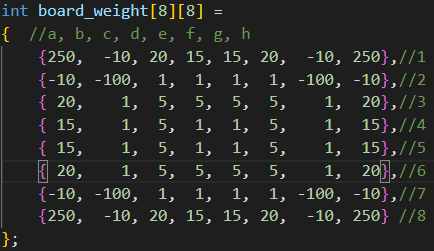 int board_weight[8][8] =
{  //a, b, c, d, e, f, g, h
    {250,  -10, 20, 15, 15, 20,  -10, 250},//1
    {-10, -100,  1,  1,  1,  1, -100, -10},//2
    { 20,    1,  5,  5,  5,  5,    1,  20},//3
    { 15,    1,  5,  1,  1,  5,    1,  15},//4
    { 15,    1,  5,  1,  1,  5,    1,  15},//5
    { 20,    1,  5,  5,  5,  5,    1,  20},//6
    {-10, -100,  1,  1,  1,  1, -100, -10},//7
    {250,  -10, 20, 15, 15, 20,  -10, 250} //8
};